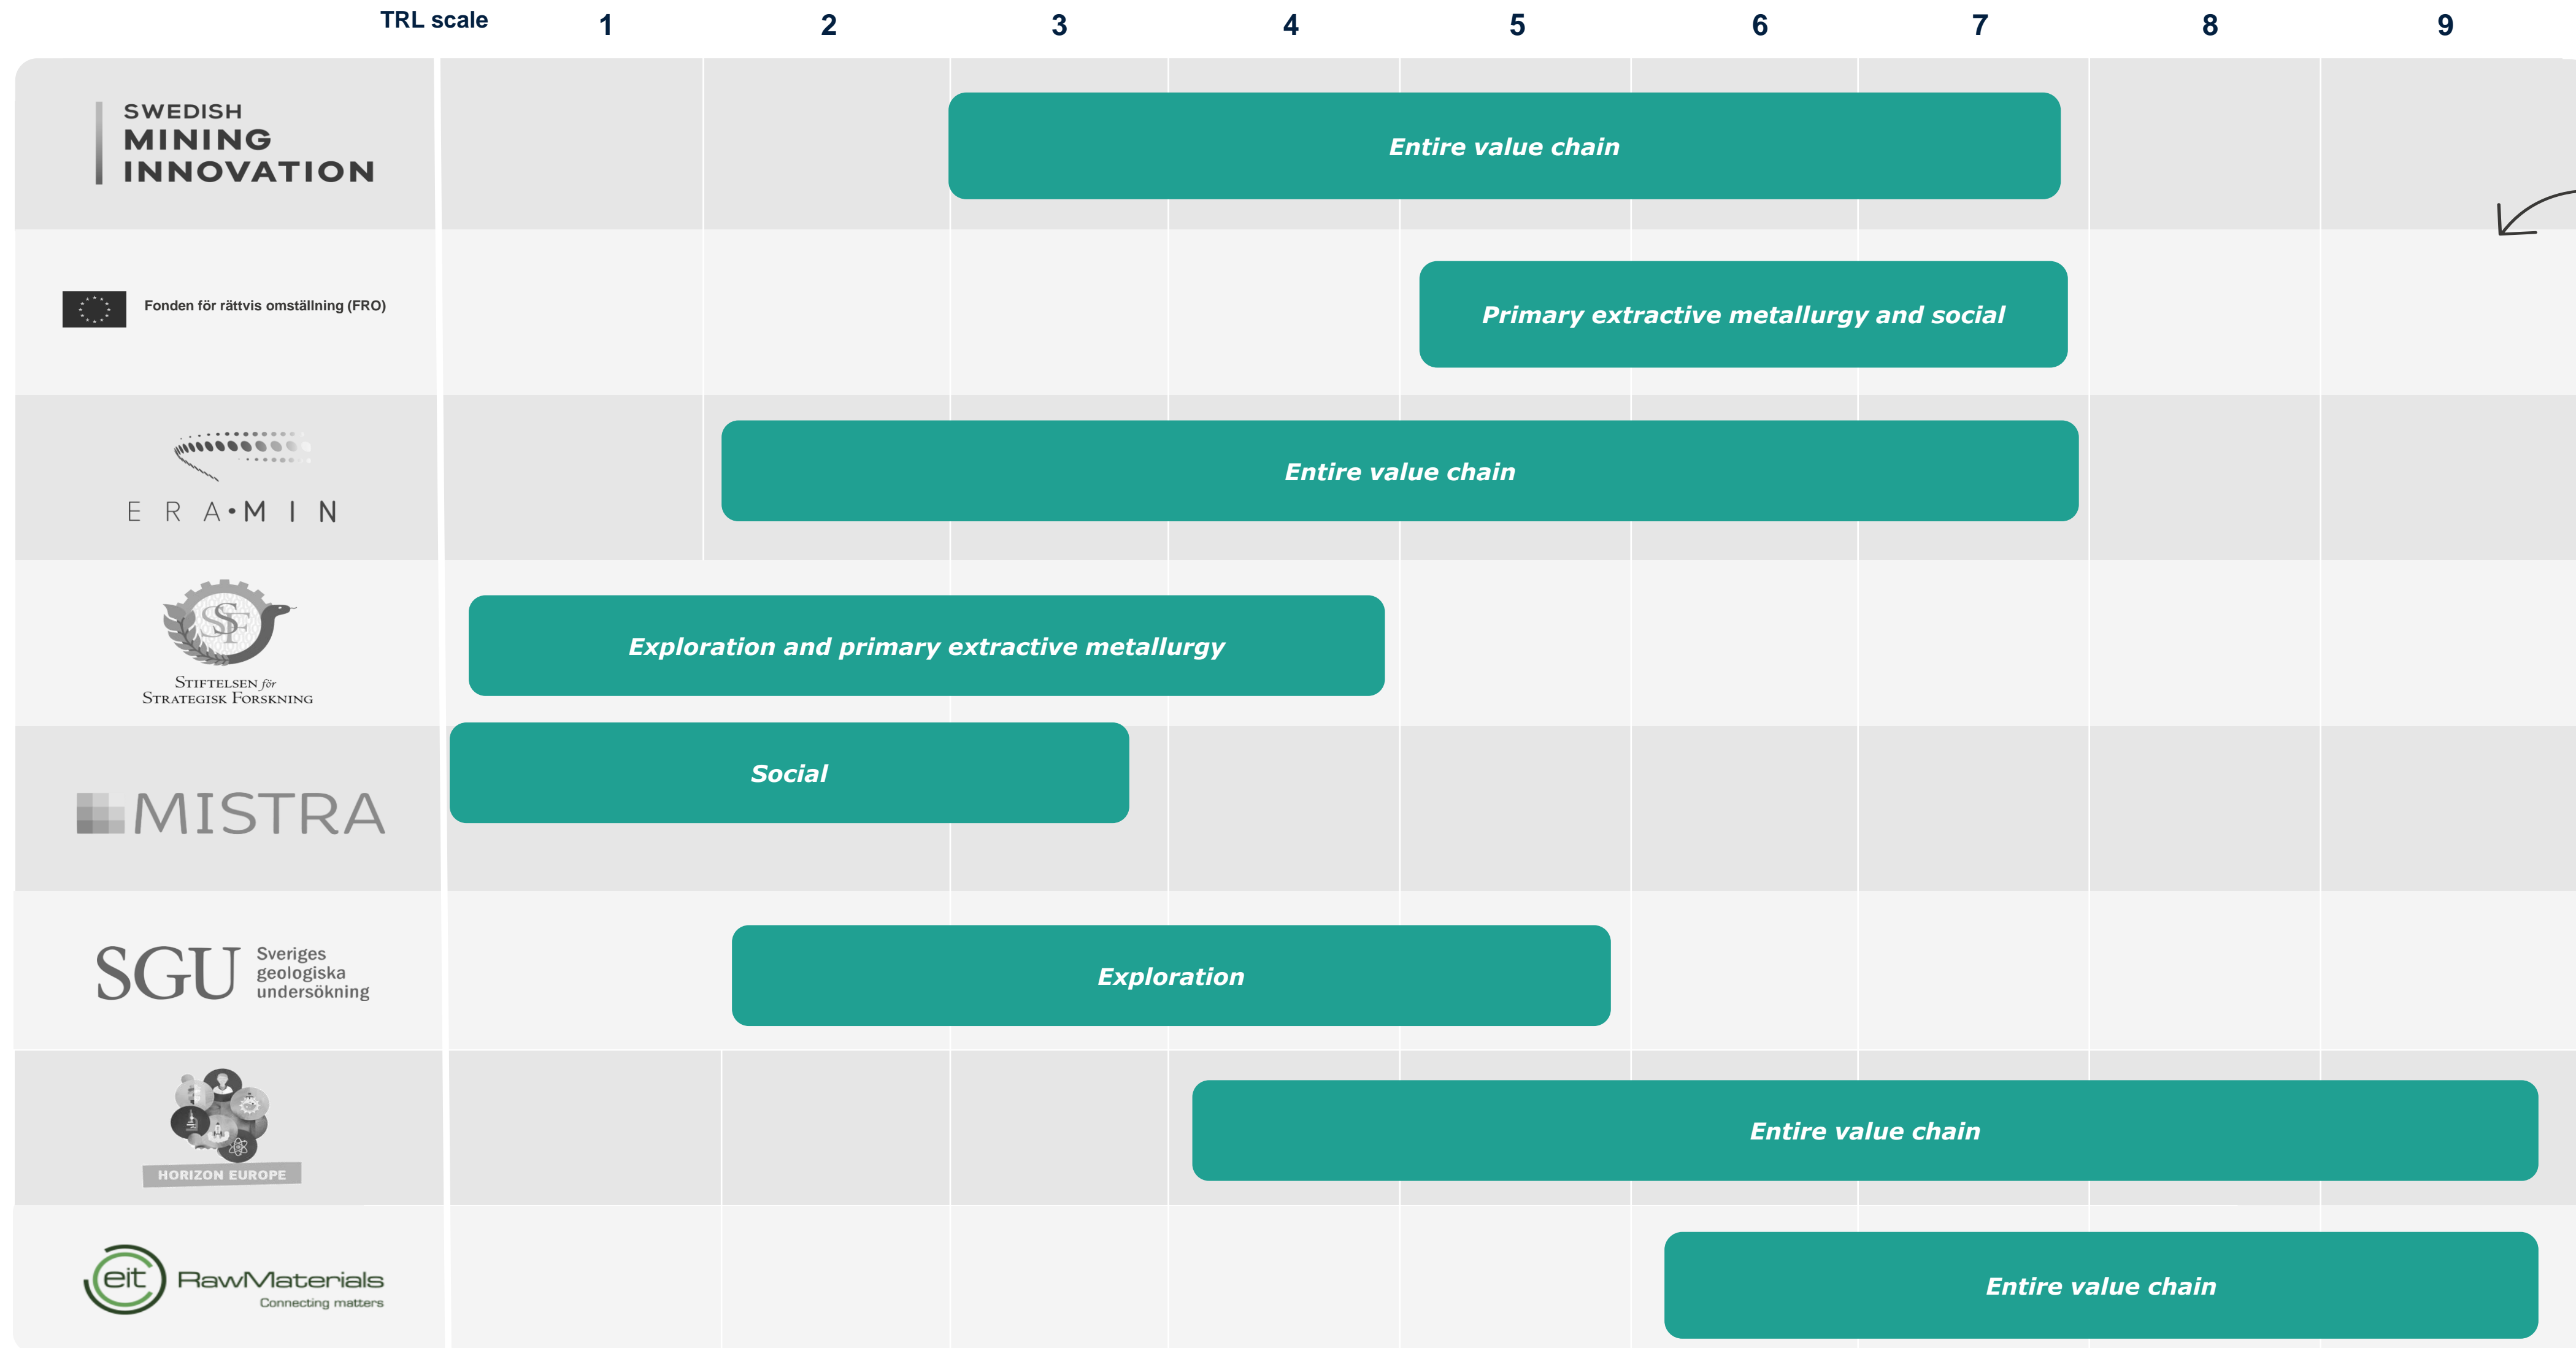 TRL scale 1 2 3 4 5 6 7 8 9
SWEDISH
MINING
INNOVATION
Entire value chain
Fonden för rättvis omställning (FRO)
Primary extractive metallurgy and social
ERA•MIN
Entire value chain
SSF
STIFTELSEN för
STRATEGISK FORSKNING
Exploration and primary extractive metallurgy
MISTRA
Social
SGU
Sveriges
geologiska
undersökning
Exploration
HORIZON EUROPE
Entire value chain
eit RawMaterials
Connecting matters
Entire value chain